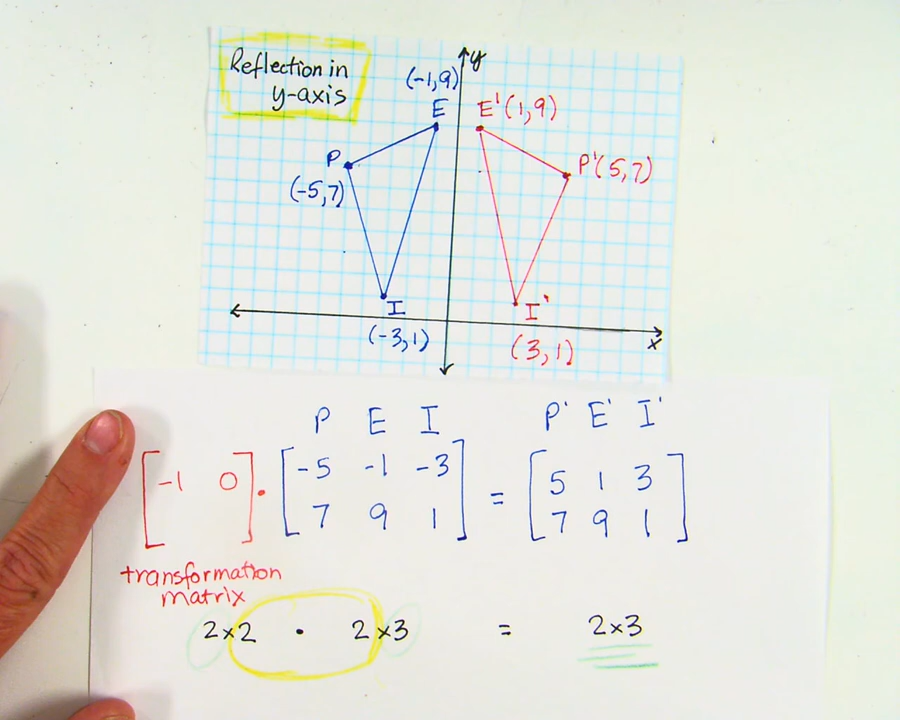 Reflection in
y-axis
y
(-1,9)
E
E'(1,9)
P
(-5,7)
P'(5,7)
I
(-3,1)
I'
(3,1)
x
P E I
P' E' I'
[-1 0] · [-5 -1 -3] = [5 1 3]
[7 9 1] [7 9 1]
transformation
matrix
2×2 · 2×3 = 2×3